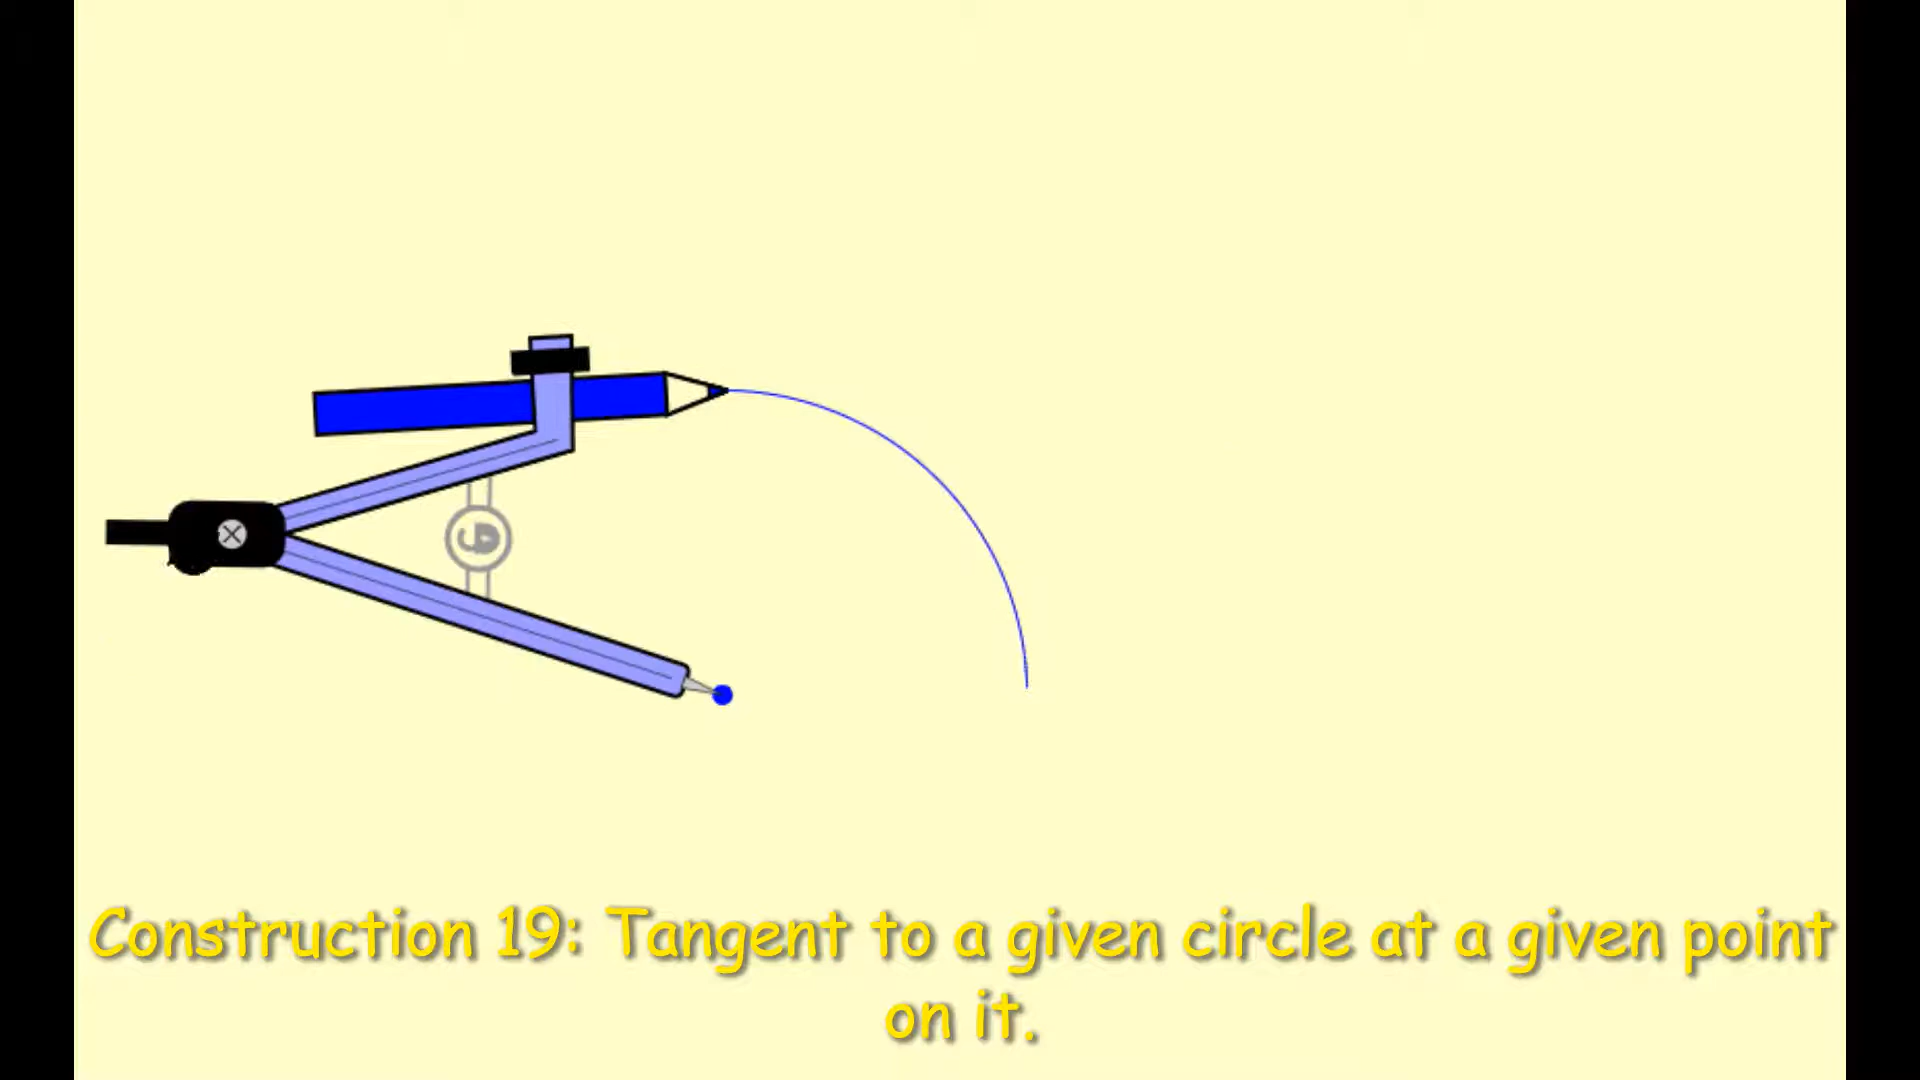 Construction 19: Tangent to a given circle at a given point
on it.